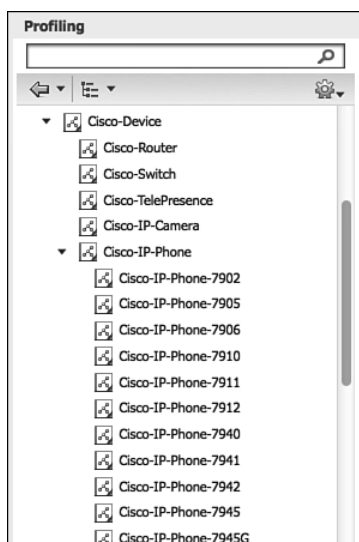 Profiling
Cisco-Device
Cisco-Router
Cisco-Switch
Cisco-TelePresence
Cisco-IP-Camera
Cisco-IP-Phone
Cisco-IP-Phone-7902
Cisco-IP-Phone-7905
Cisco-IP-Phone-7906
Cisco-IP-Phone-7910
Cisco-IP-Phone-7911
Cisco-IP-Phone-7912
Cisco-IP-Phone-7940
Cisco-IP-Phone-7941
Cisco-IP-Phone-7942
Cisco-IP-Phone-7945
Cisco-IP-Phone-7945G